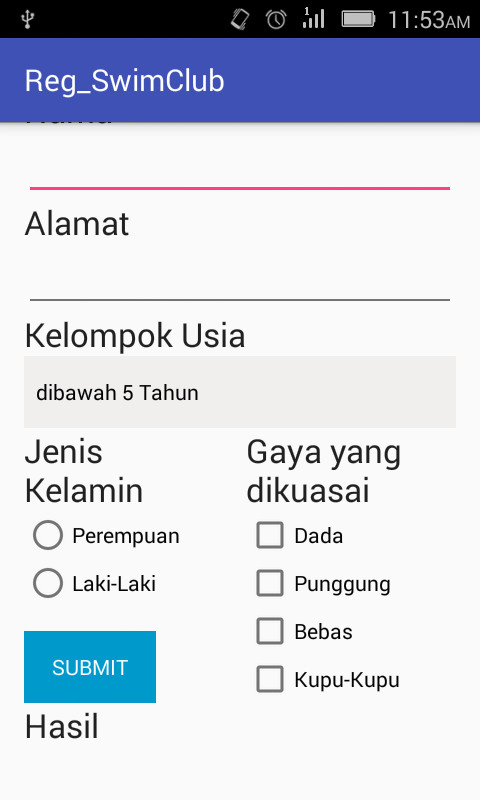 11:53AM
Reg_SwimClub
Alamat
Kelompok Usia
dibawah 5 Tahun
Jenis
Kelamin
Gaya yang
dikuasai
Perempuan
Laki-Laki
Dada
Punggung
Bebas
Kupu-Kupu
SUBMIT
Hasil